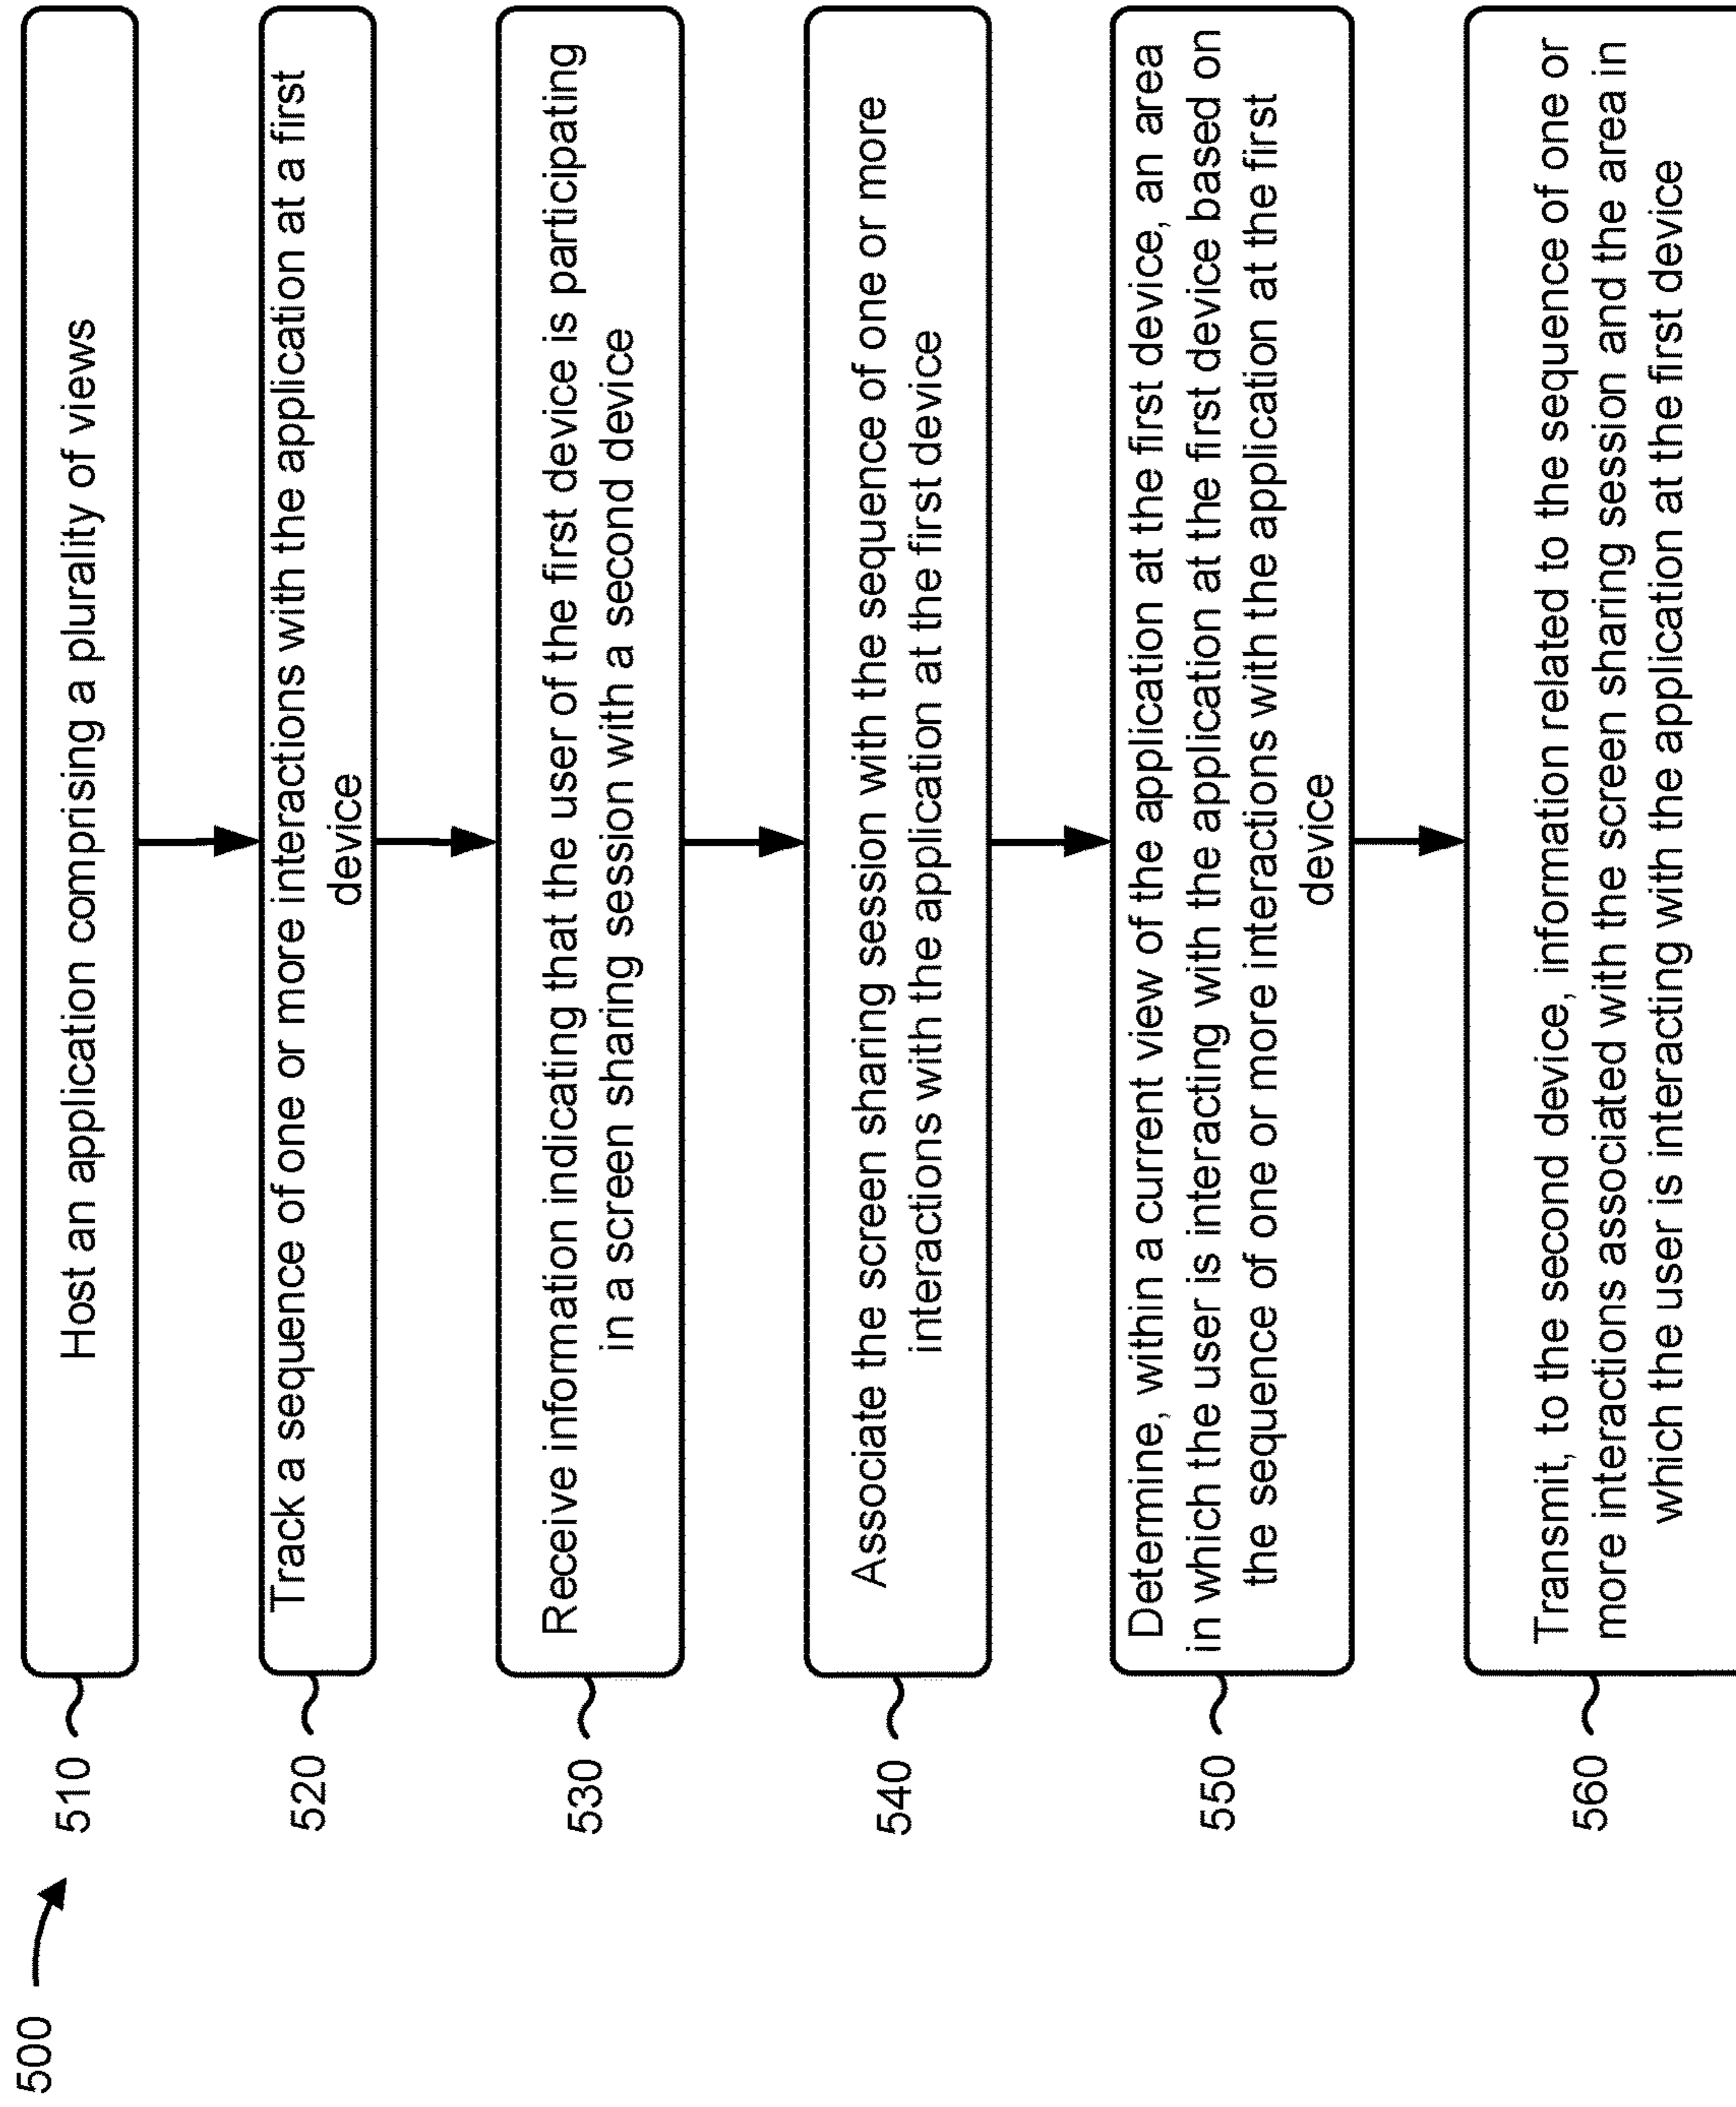 500
510
Host an application comprising a plurality of views
520
Track a sequence of one or more interactions with the application at a first
device
530
Receive information indicating that the user of the first device is participating
in a screen sharing session with a second device
540
Associate the screen sharing session with the sequence of one or more
interactions with the application at the first device
550
Determine, within a current view of the application at the first device, an area
in which the user is interacting with the application at the first device based on
the sequence of one or more interactions with the application at the first
device
560
Transmit, to the second device, information related to the sequence of one or
more interactions associated with the screen sharing session and the area in
which the user is interacting with the application at the first device